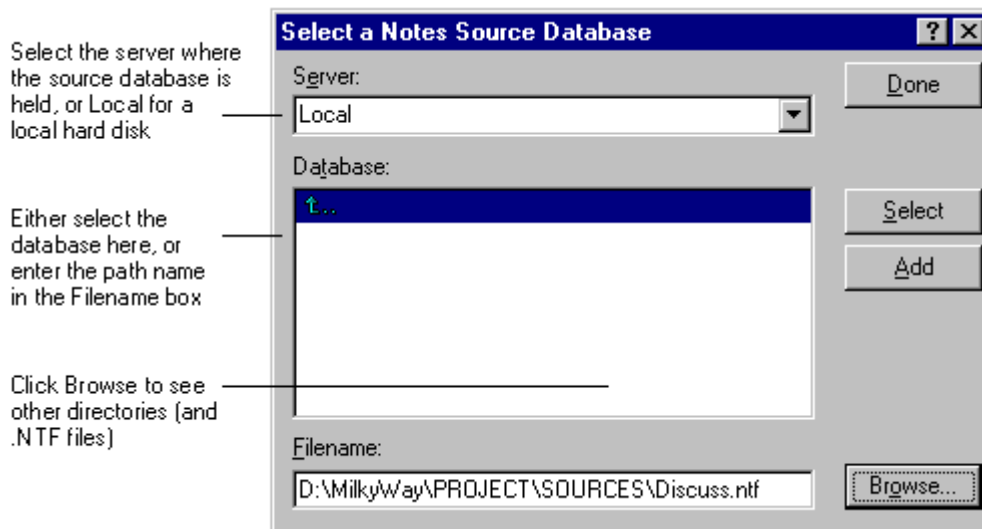 Select a Notes Source Database
Select the server where
the source database is
held, or Local for a
local hard disk
Server:
Local
Done
Database:
..
Either select the
database here, or
enter the path name
in the Filename box
Select
Add
Click Browse to see
other directories (and
.NTF files)
Filename:
D:\MilkyWay\PROJECT\SOURCES\Discuss.ntf
Browse...